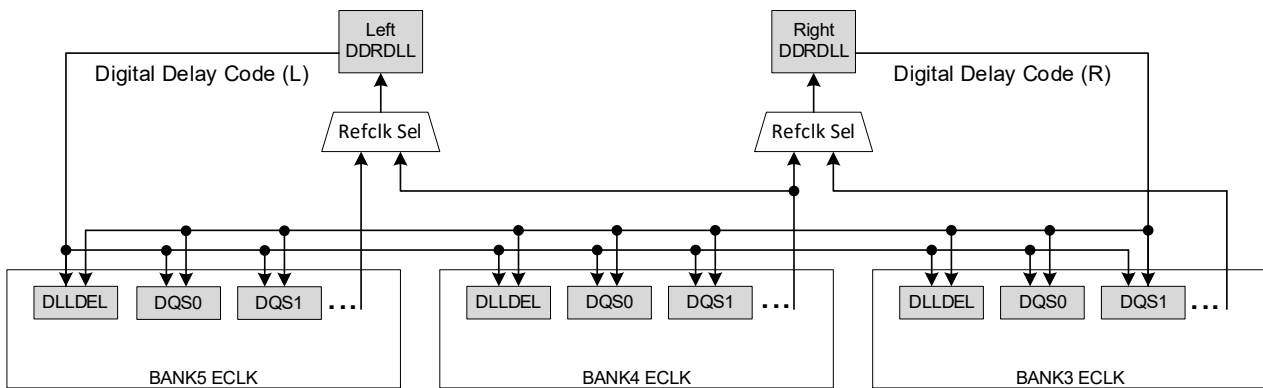 Left
DDRDLL
Right
DDRDLL
Digital Delay Code (L)
Digital Delay Code (R)
Refclk Sel
Refclk Sel
DLLDEL
DQS0
DQS1
...
DLLDEL
DQS0
DQS1
...
DLLDEL
DQS0
DQS1
...
BANK5 ECLK
BANK4 ECLK
BANK3 ECLK